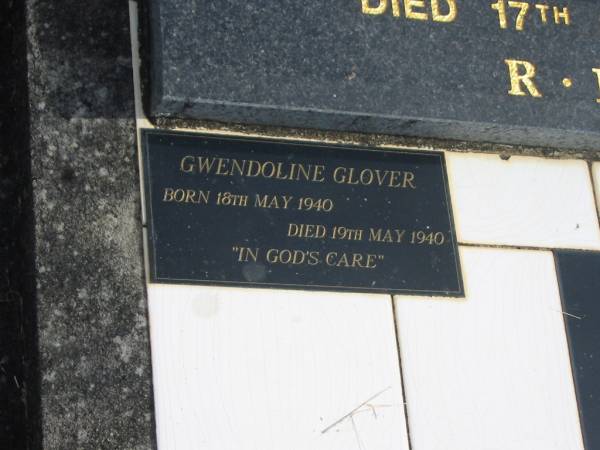 DIED 17TH
R.
GWENDOLINE GLOVER
BORN 18TH MAY 1940
DIED 19TH MAY 1940
"IN GOD'S CARE"